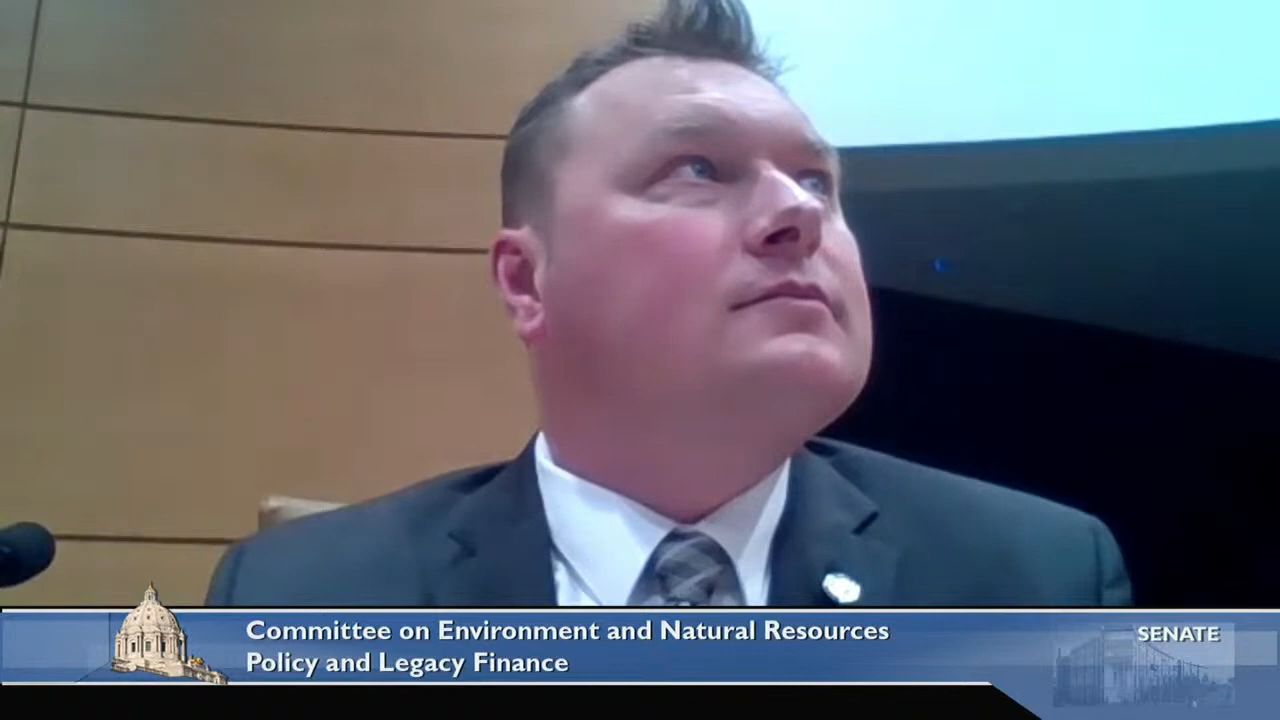 Committee on Environment and Natural Resources
Policy and Legacy Finance
SENATE